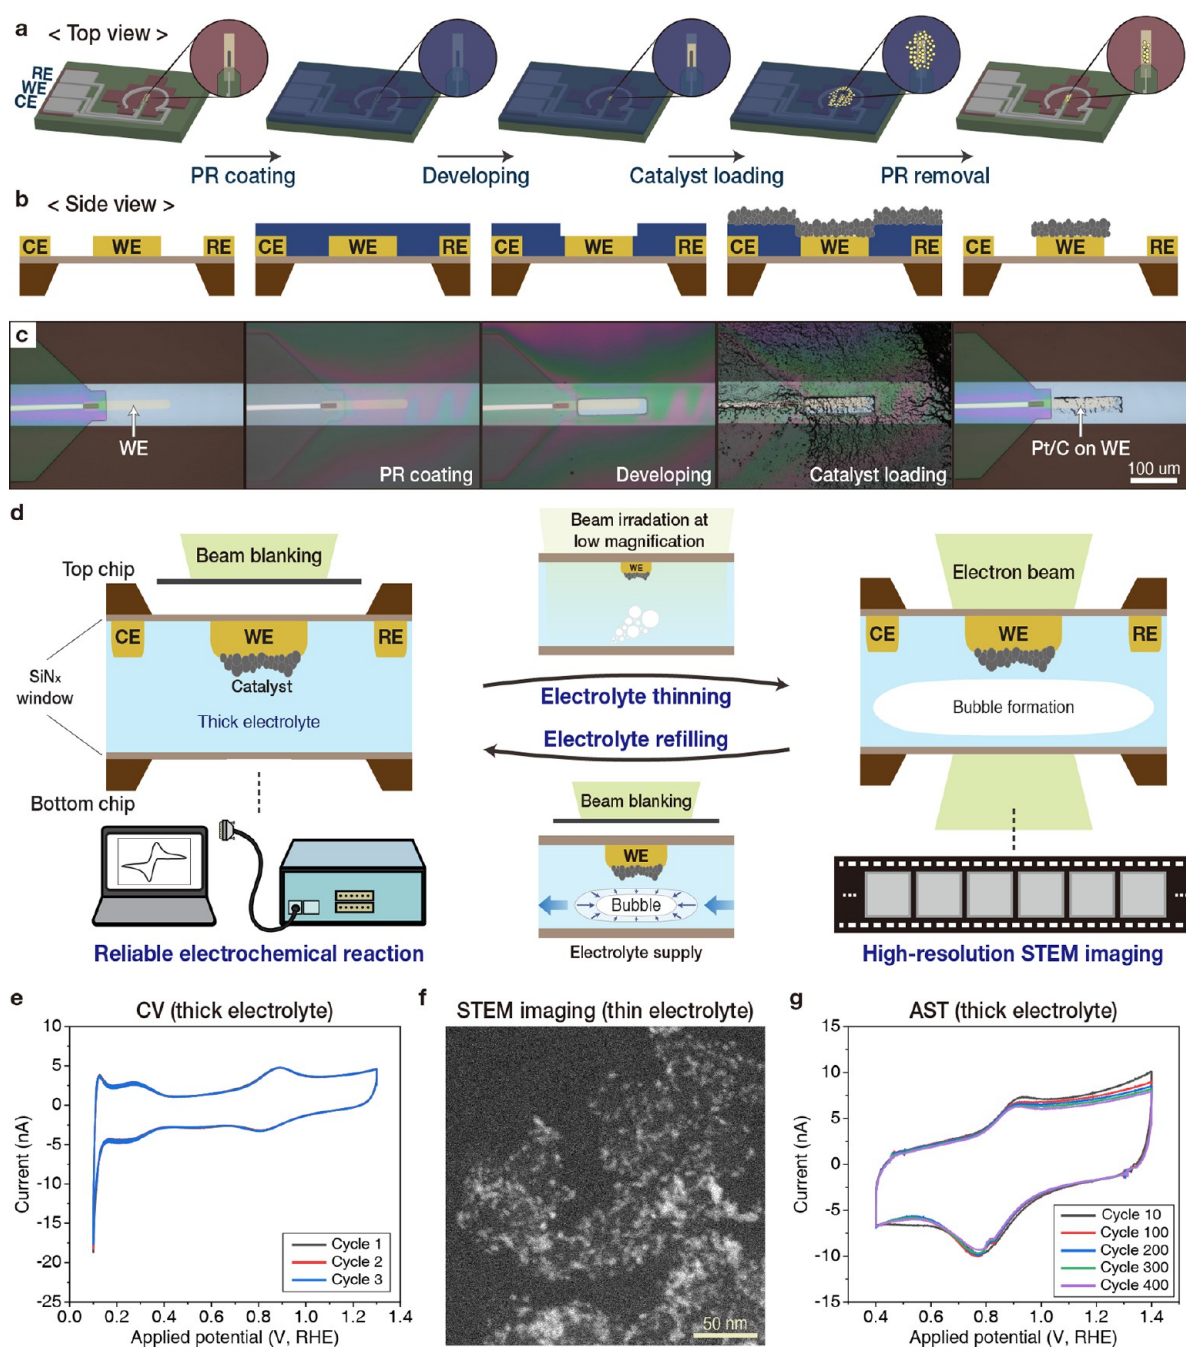 a < Top view >
RE
WE
CE
PR coating
Developing
Catalyst loading
PR removal
b < Side view >
CE WE RE
CE WE RE
CE WE RE
CE WE RE
CE WE RE
c
WE
PR coating
Developing
Catalyst loading
Pt/C on WE
100 um
d
Beam blanking
Top chip
CE WE RE
SiNx
window
Catalyst
Thick electrolyte
Bottom chip
Reliable electrochemical reaction
Beam irradation at
low magnification
WE
Electrolyte thinning
Electrolyte refilling
Beam blanking
WE
Bubble
Electrolyte supply
Electron beam
CE WE RE
Bubble formation
... ...
High-resolution STEM imaging
e CV (thick electrolyte)
10
5
0
-5
-10
-15
-20
-25
Current (nA)
Cycle 1
Cycle 2
Cycle 3
0.0 0.2 0.4 0.6 0.8 1.0 1.2 1.4
Applied potential (V, RHE)
f STEM imaging (thin electrolyte)
50 nm
g AST (thick electrolyte)
15
10
5
0
-5
-10
-15
Current (nA)
Cycle 10
Cycle 100
Cycle 200
Cycle 300
Cycle 400
0.4 0.6 0.8 1.0 1.2 1.4
Applied potential (V, RHE)